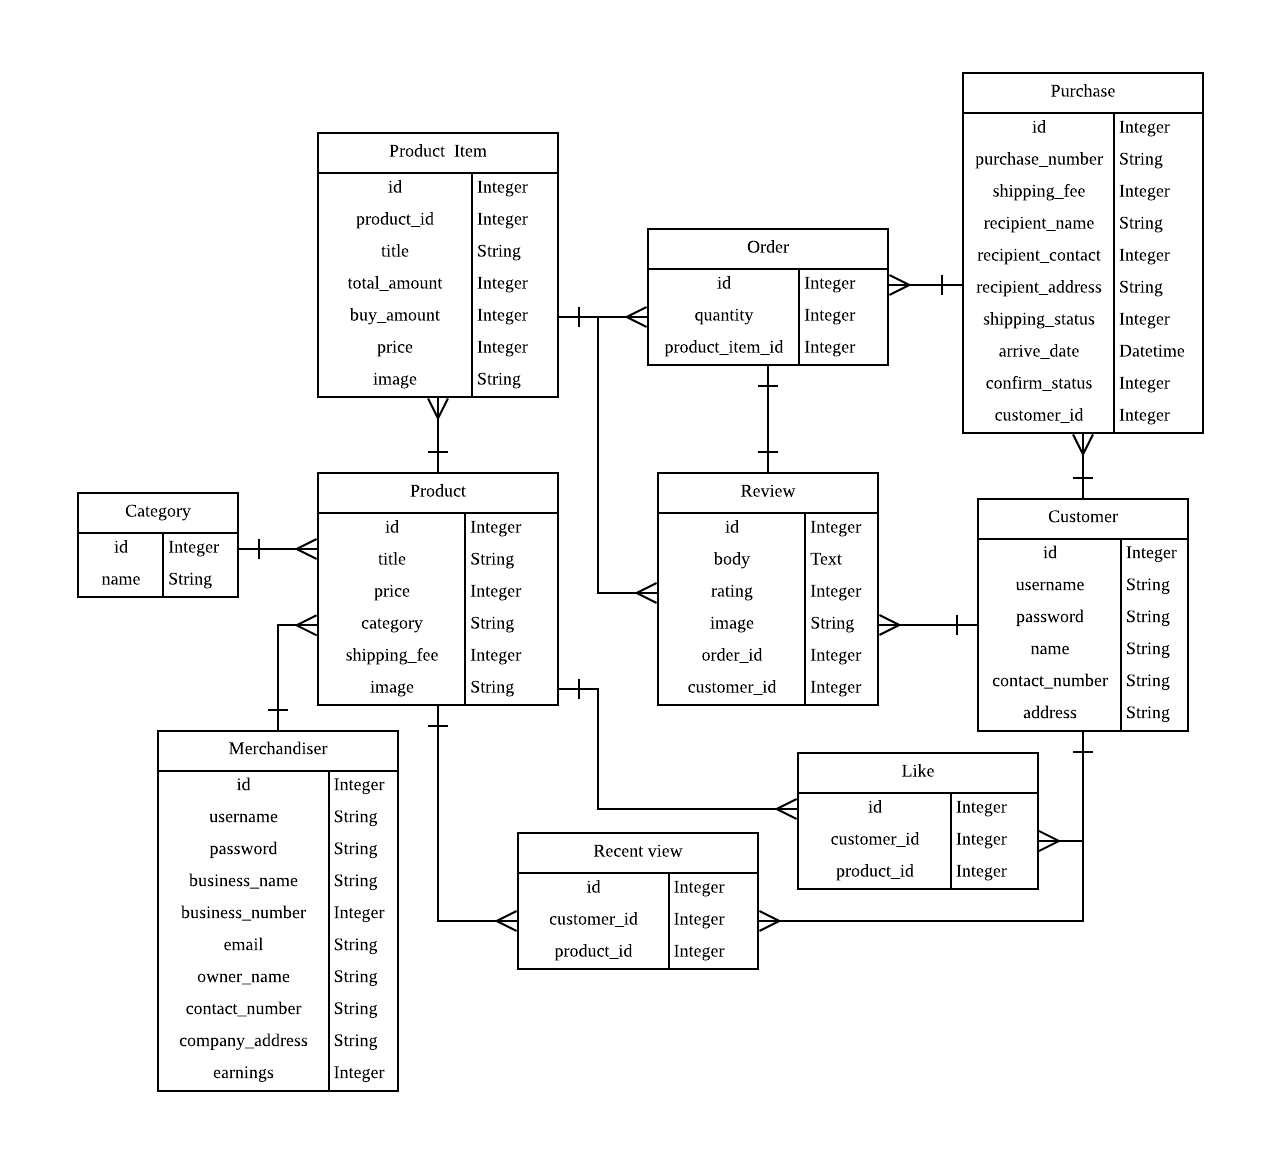 Purchase
id Integer
purchase_number String
shipping_fee Integer
recipient_name String
recipient_contact Integer
recipient_address String
shipping_status Integer
arrive_date Datetime
confirm_status Integer
customer_id Integer
Product Item
id Integer
product_id Integer
title String
total_amount Integer
buy_amount Integer
price Integer
image String
Order
id Integer
quantity Integer
product_item_id Integer
Category
id Integer
name String
Product
id Integer
title String
price Integer
category String
shipping_fee Integer
image String
Review
id Integer
body Text
rating Integer
image String
order_id Integer
customer_id Integer
Customer
id Integer
username String
password String
name String
contact_number String
address String
Merchandiser
id Integer
username String
password String
business_name String
business_number Integer
email String
owner_name String
contact_number String
company_address String
earnings Integer
Like
id Integer
customer_id Integer
product_id Integer
Recent view
id Integer
customer_id Integer
product_id Integer